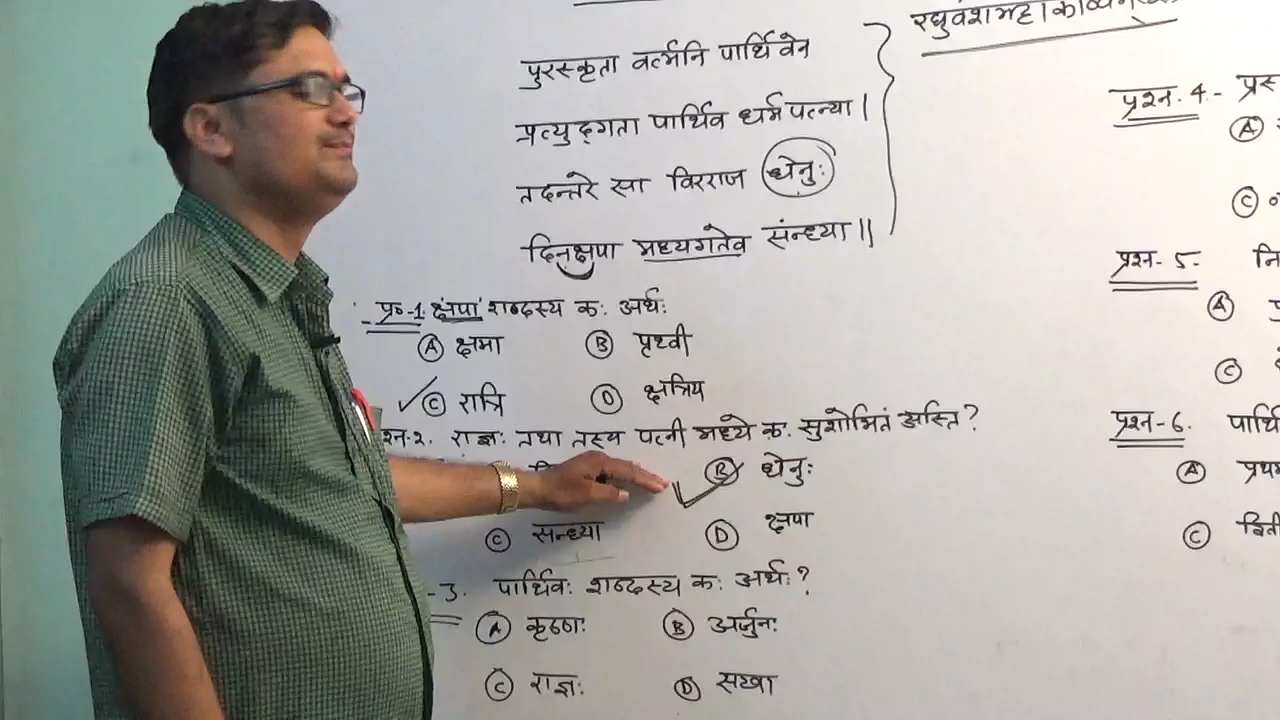 रघुवंशमहाकाव्य
पुरस्कृता वर्त्मनि पार्थिवेन
प्रत्युद्गता पार्थिव धर्मपत्न्या।
तदन्तरे सा विरराज धेनुः
दिनक्षपा मध्यगतेव संन्ध्या॥
प्र०-1. क्षपा शब्दस्य कः अर्थः
A क्षमा B पृथ्वी
C रात्रि D क्षत्रिय
श्न-२. राज्ञः तथा तस्य पत्नी मध्ये कः सुशोभितं अस्ति?
B धेनुः
C सन्ध्या D क्षपा
-3. पार्थिवः शब्दस्य कः अर्थः?
A कृष्णः B अर्जुनः
C राज्ञः D सखा
प्रश्न. 4.-
A
C
प्रश्न- 5.
A
C
प्रश्न-6.
A
C